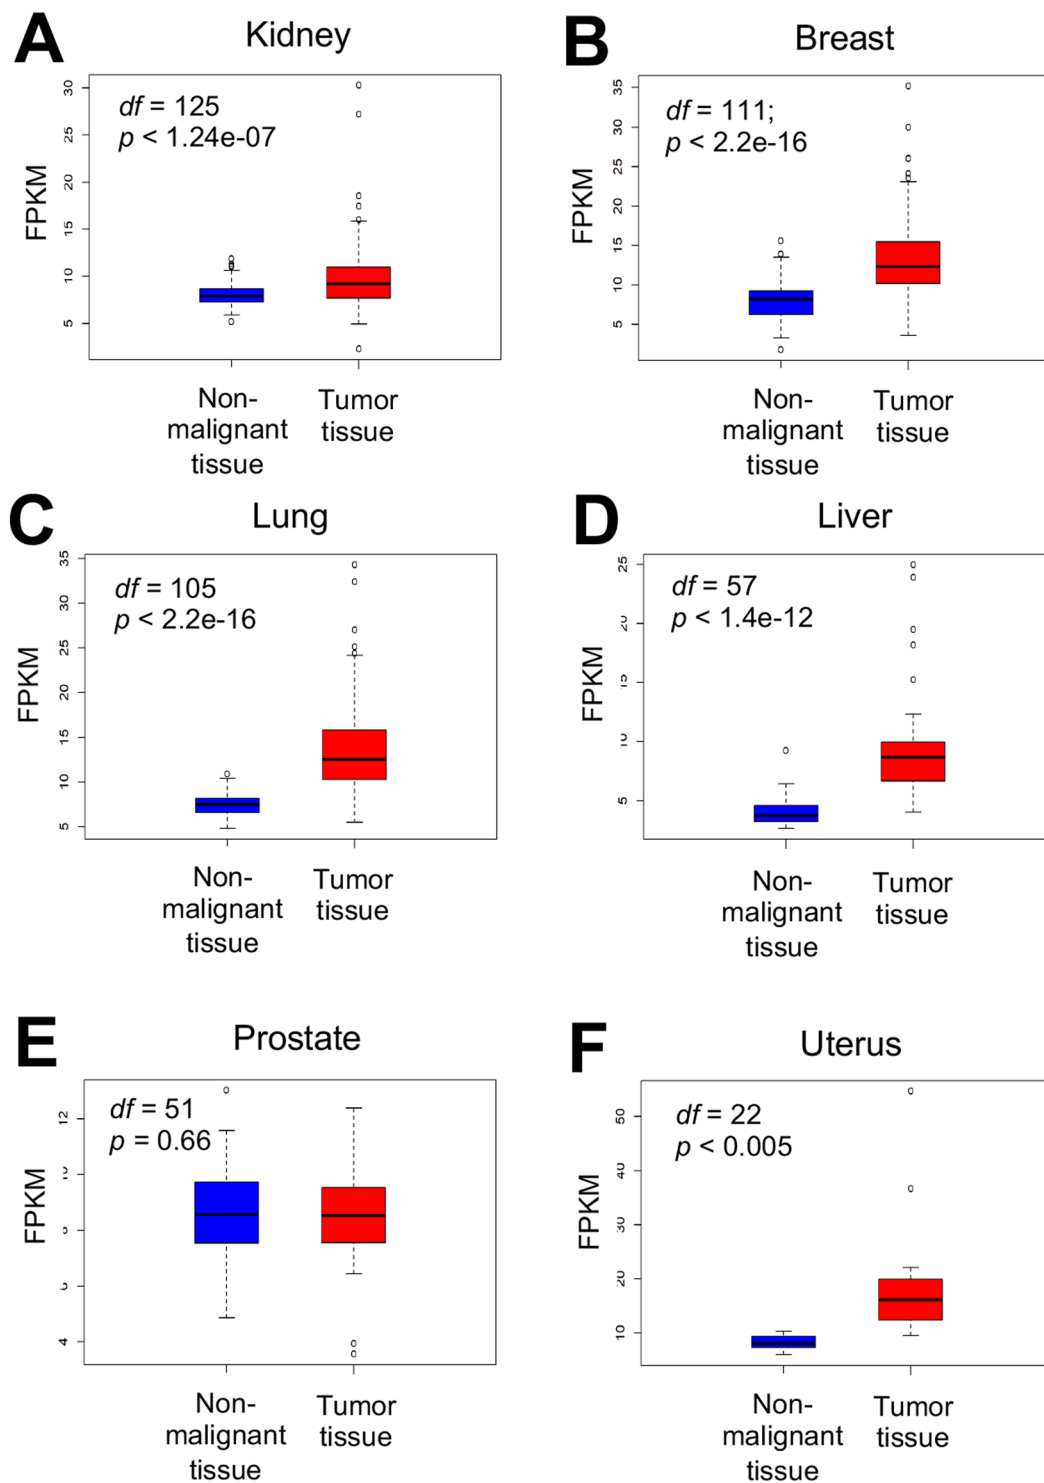 A
Kidney
df = 125
p < 1.24e-07
FPKM
30
25
20
15
10
5
Non-
malignant
tissue
Tumor
tissue
B
Breast
df = 111;
p < 2.2e-16
FPKM
35
30
25
20
15
10
5
Non-
malignant
tissue
Tumor
tissue
C
Lung
df = 105
p < 2.2e-16
FPKM
35
30
25
20
15
10
5
Non-
malignant
tissue
Tumor
tissue
D
Liver
df = 57
p < 1.4e-12
FPKM
25
20
15
10
5
Non-
malignant
tissue
Tumor
tissue
E
Prostate
df = 51
p = 0.66
FPKM
12
4
Non-
malignant
tissue
Tumor
tissue
F
Uterus
df = 22
p < 0.005
FPKM
50
40
30
20
10
Non-
malignant
tissue
Tumor
tissue